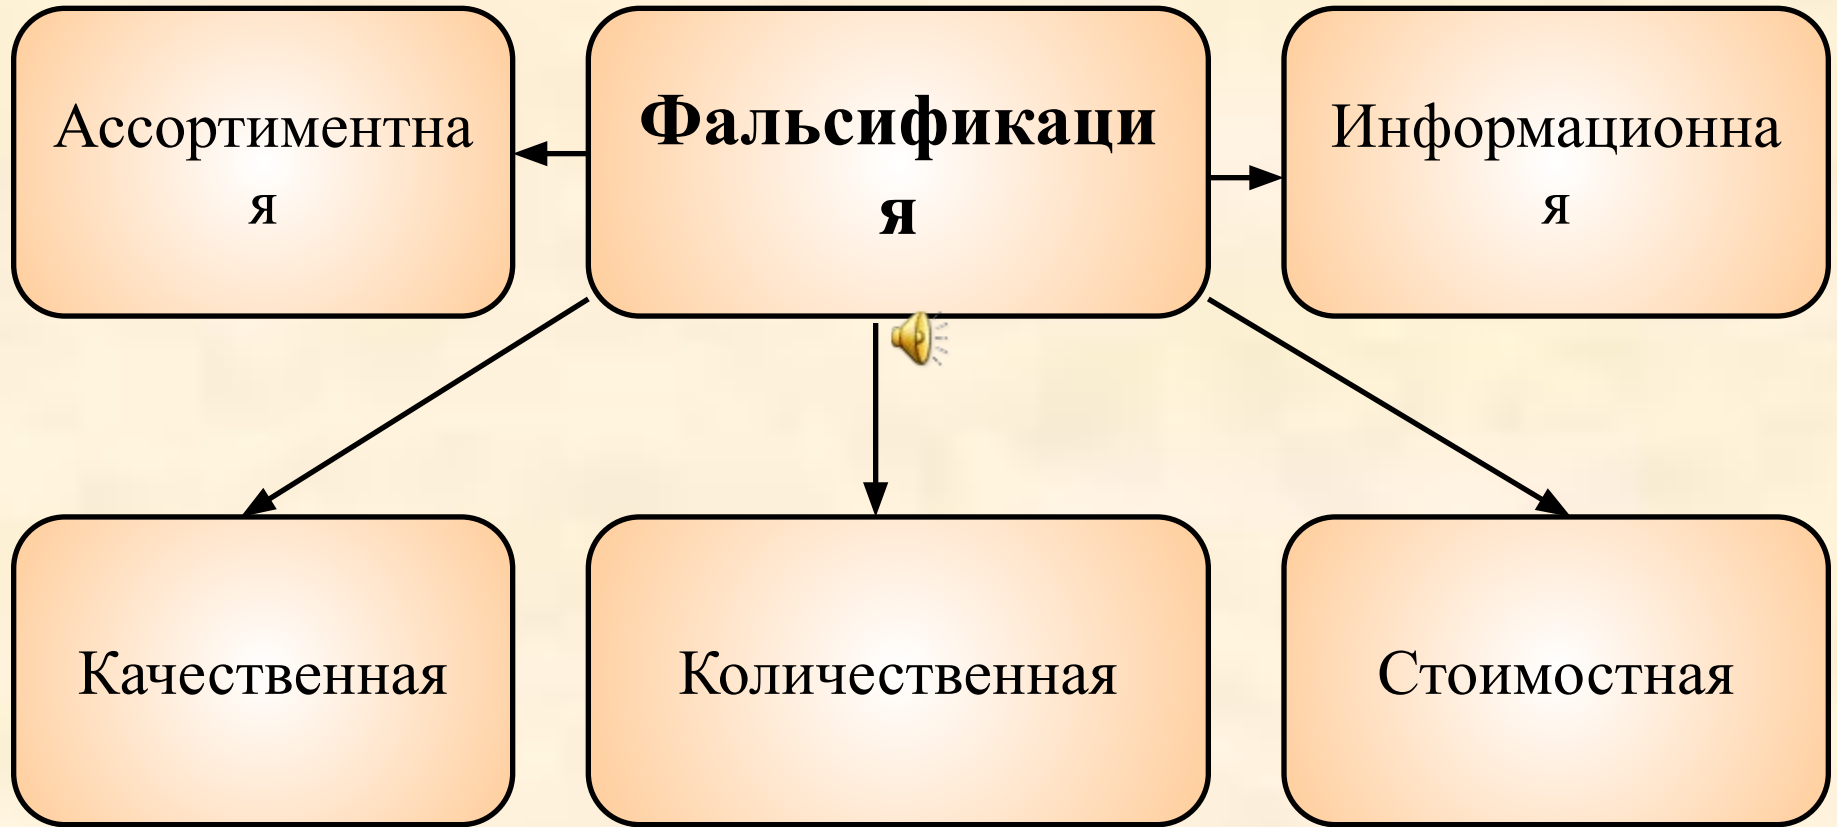 Ассортиментна
я
Фальсификаци
я
Информационна
я
Качественная
Количественная
Стоимостная